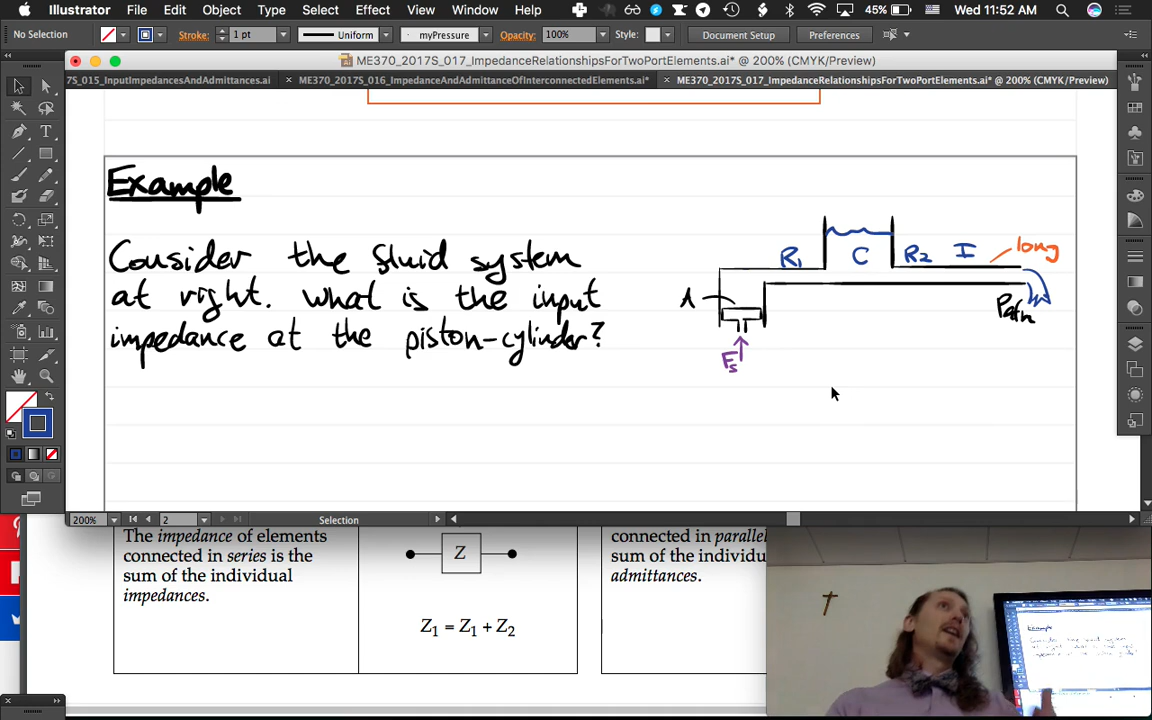 Illustrator File Edit Object Type Select Effect View Window Help 45% Wed 11:52 AM
No Selection Stroke: 1 pt Uniform myPressure Opacity: 100% Style: Document Setup Preferences
ME370_2017S_017_ImpedanceRelationshipsForTwoPortElements.ai* @ 200% (CMYK/Preview)
7S_015_InputImpedancesAndAdmittances.ai ME370_2017S_016_ImpedanceAndAdmittanceOfInterconnectedElements.ai* ME370_2017S_017_ImpedanceRelationshipsForTwoPortElements.ai* @ 200% (CMYK/Preview)
Example
Consider the fluid system
at right. What is the input
impedance at the piston-cylinder?
R1 C R2 I long
A
Patm
Fs
200% 2 Selection
The impedance of elements
connected in series is the
sum of the individual
impedances.
Z
Z1 = Z1 + Z2
connected in parallel
sum of the individu
admittances.